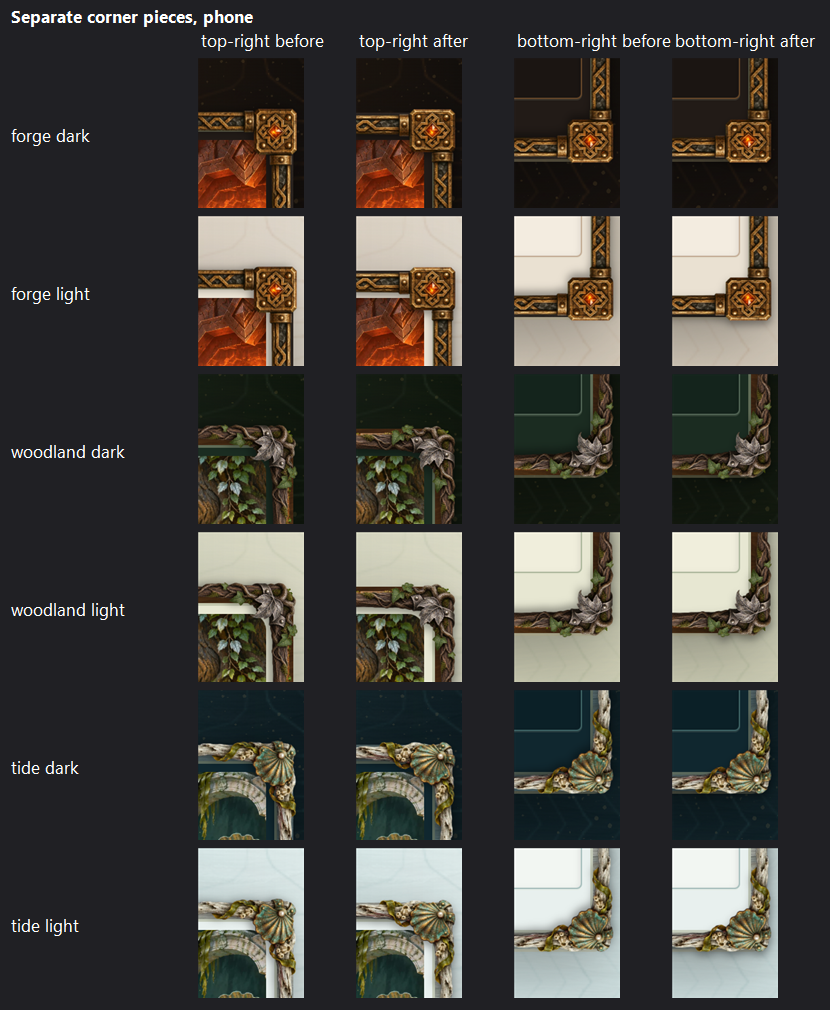 Separate corner pieces, phone
top-right before top-right after bottom-right before bottom-right after
forge dark
forge light
woodland dark
woodland light
tide dark
tide light